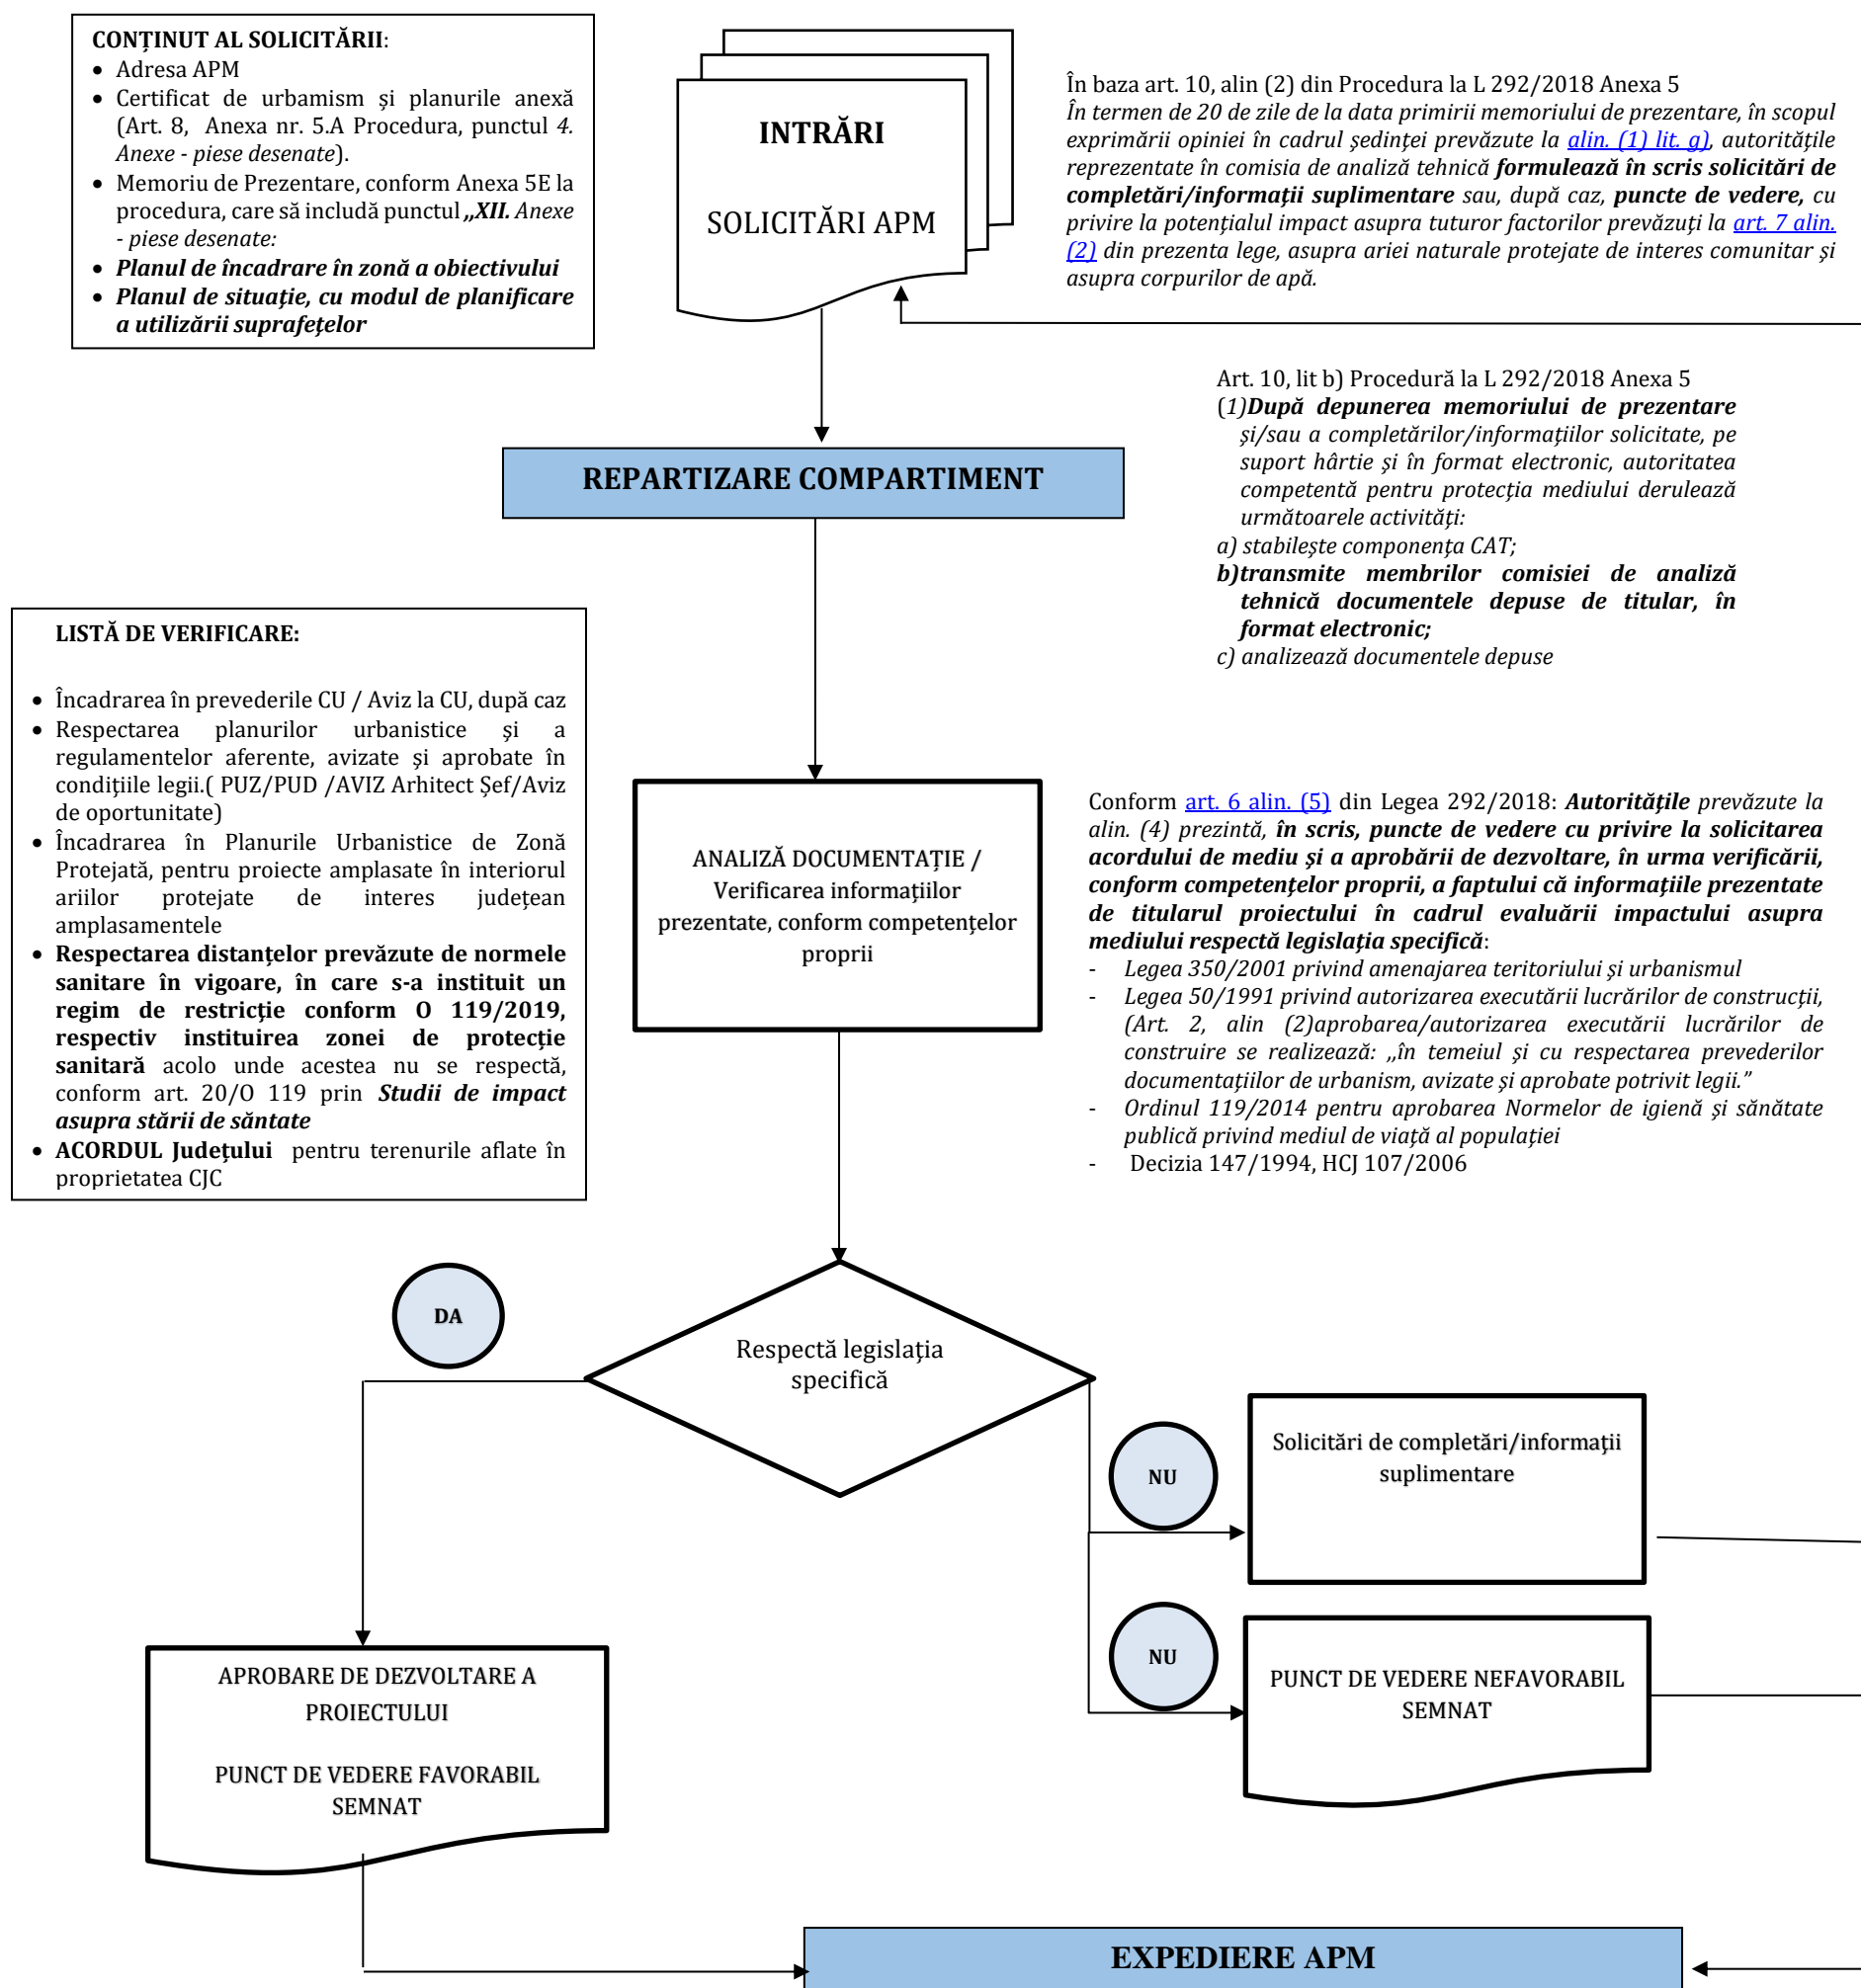 CONȚINUT AL SOLICITĂRII:
• Adresa APM
• Certificat de urbamism și planurile anexă
(Art. 8, Anexa nr. 5.A Procedura, punctul 4.
Anexe - piese desenate).
• Memoriu de Prezentare, conform Anexa 5E la
procedura, care să includă punctul „XII. Anexe
- piese desenate:
• Planul de încadrare în zonă a obiectivului
• Planul de situație, cu modul de planificare
a utilizării suprafețelor
INTRĂRI
SOLICITĂRI APM
În baza art. 10, alin (2) din Procedura la L 292/2018 Anexa 5
În termen de 20 de zile de la data primirii memoriului de prezentare, în scopul
exprimării opiniei în cadrul ședinței prevăzute la alin. (1) lit. g), autoritățile
reprezentate în comisia de analiză tehnică formulează în scris solicitări de
completări/informații suplimentare sau, după caz, puncte de vedere, cu
privire la potențialul impact asupra tuturor factorilor prevăzuți la art. 7 alin.
(2) din prezenta lege, asupra ariei naturale protejate de interes comunitar și
asupra corpurilor de apă.
Art. 10, lit b) Procedură la L 292/2018 Anexa 5
(1)După depunerea memoriului de prezentare
și/sau a completărilor/informațiilor solicitate, pe
suport hârtie și în format electronic, autoritatea
competentă pentru protecția mediului derulează
următoarele activități:
a) stabilește componența CAT;
b)transmite membrilor comisiei de analiză
tehnică documentele depuse de titular, în
format electronic;
c) analizează documentele depuse
REPARTIZARE COMPARTIMENT
LISTĂ DE VERIFICARE:
• Încadrarea în prevederile CU / Aviz la CU, după caz
• Respectarea planurilor urbanistice și a
regulamentelor aferente, avizate și aprobate în
condițiile legii.( PUZ/PUD /AVIZ Arhitect Șef/Aviz
de oportunitate)
• Încadrarea în Planurile Urbanistice de Zonă
Protejată, pentru proiecte amplasate în interiorul
ariilor protejate de interes județean
amplasamentele
• Respectarea distanțelor prevăzute de normele
sanitare în vigoare, în care s-a instituit un
regim de restricție conform O 119/2019,
respectiv instituirea zonei de protecție
sanitară acolo unde acestea nu se respectă,
conform art. 20/O 119 prin Studii de impact
asupra stării de săntate
• ACORDUL Județului pentru terenurile aflate în
proprietatea CJC
ANALIZĂ DOCUMENTAȚIE /
Verificarea informațiilor
prezentate, conform competențelor
proprii
Conform art. 6 alin. (5) din Legea 292/2018: Autoritățile prevăzute la
alin. (4) prezintă, în scris, puncte de vedere cu privire la solicitarea
acordului de mediu și a aprobării de dezvoltare, în urma verificării,
conform competențelor proprii, a faptului că informațiile prezentate
de titularul proiectului în cadrul evaluării impactului asupra
mediului respectă legislația specifică:
- Legea 350/2001 privind amenajarea teritoriului și urbanismul
- Legea 50/1991 privind autorizarea executării lucrărilor de construcții,
(Art. 2, alin (2)aprobarea/autorizarea executării lucrărilor de
construire se realizează: ,,în temeiul și cu respectarea prevederilor
documentațiilor de urbanism, avizate și aprobate potrivit legii.”
- Ordinul 119/2014 pentru aprobarea Normelor de igienă și sănătate
publică privind mediul de viață al populației
- Decizia 147/1994, HCJ 107/2006
DA
Respectă legislația
specifică
NU
Solicitări de completări/informații
suplimentare
NU
PUNCT DE VEDERE NEFAVORABIL
SEMNAT
APROBARE DE DEZVOLTARE A
PROIECTULUI
PUNCT DE VEDERE FAVORABIL
SEMNAT
EXPEDIERE APM